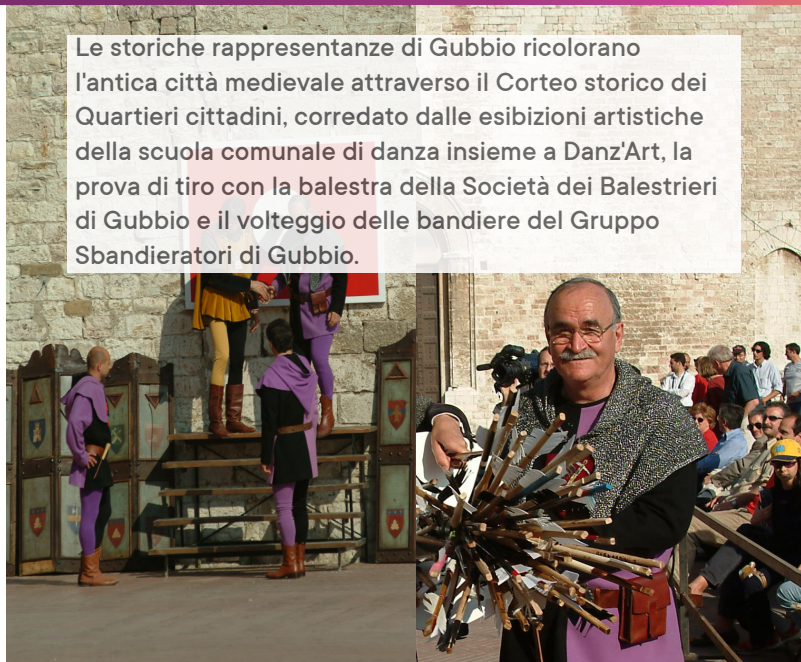 Le storiche rappresentanze di Gubbio ricolorano
l'antica città medievale attraverso il Corteo storico dei
Quartieri cittadini, corredato dalle esibizioni artistiche
della scuola comunale di danza insieme a Danz'Art, la
prova di tiro con la balestra della Società dei Balestrieri
di Gubbio e il volteggio delle bandiere del Gruppo
Sbandieratori di Gubbio.